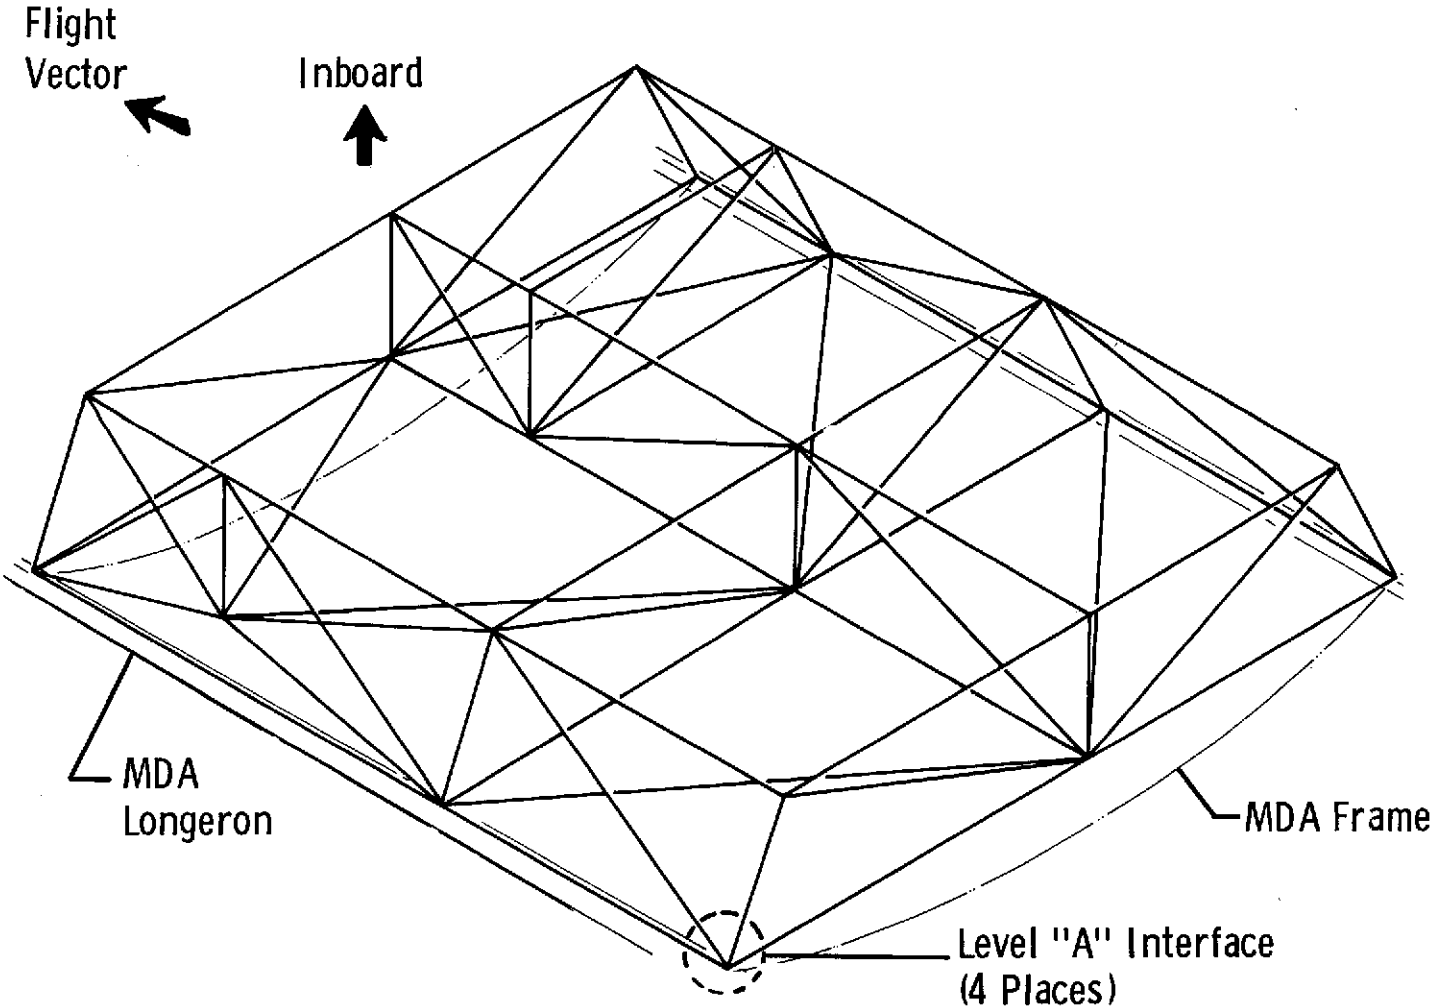 Flight
Vector
Inboard
MDA
Longeron
MDA Frame
Level "A" Interface
(4 Places)